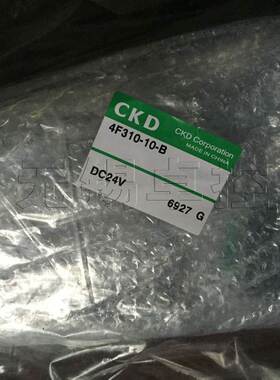 CKD
CKD Corporation
MADE IN CHINA
4F310-10-B
DC24V
6927 G